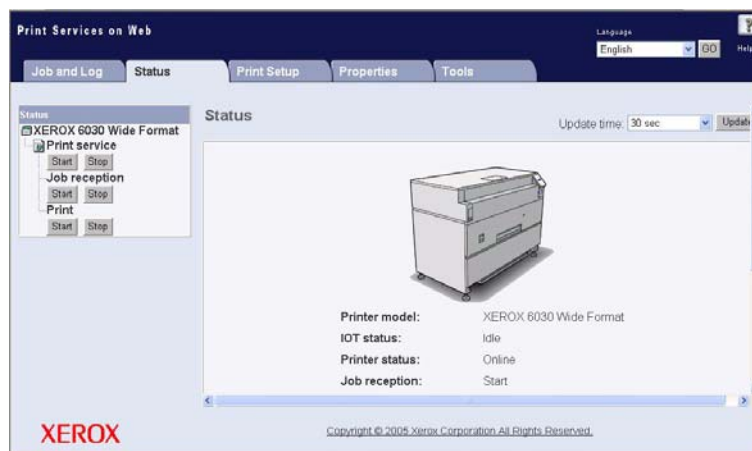 Print Services on Web
Language
English
GO
Help
Job and Log
Status
Print Setup
Properties
Tools
Status
XEROX 6030 Wide Format
Print service
Start Stop
Job reception
Start Stop
Print
Start Stop
Status
Update time: 30 sec
Updat
Printer model: XEROX 6030 Wide Format
IOT status: Idle
Printer status: Online
Job reception: Start
XEROX
Copyright © 2005 Xerox Corporation All Rights Reserved.